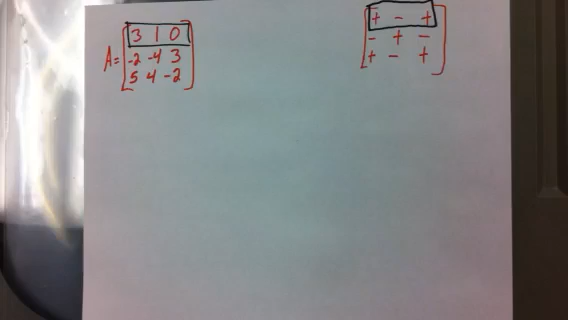 A = [3 1 0
-2 -4 3
5 4 -2]
[+ - +
- + -
+ - +]